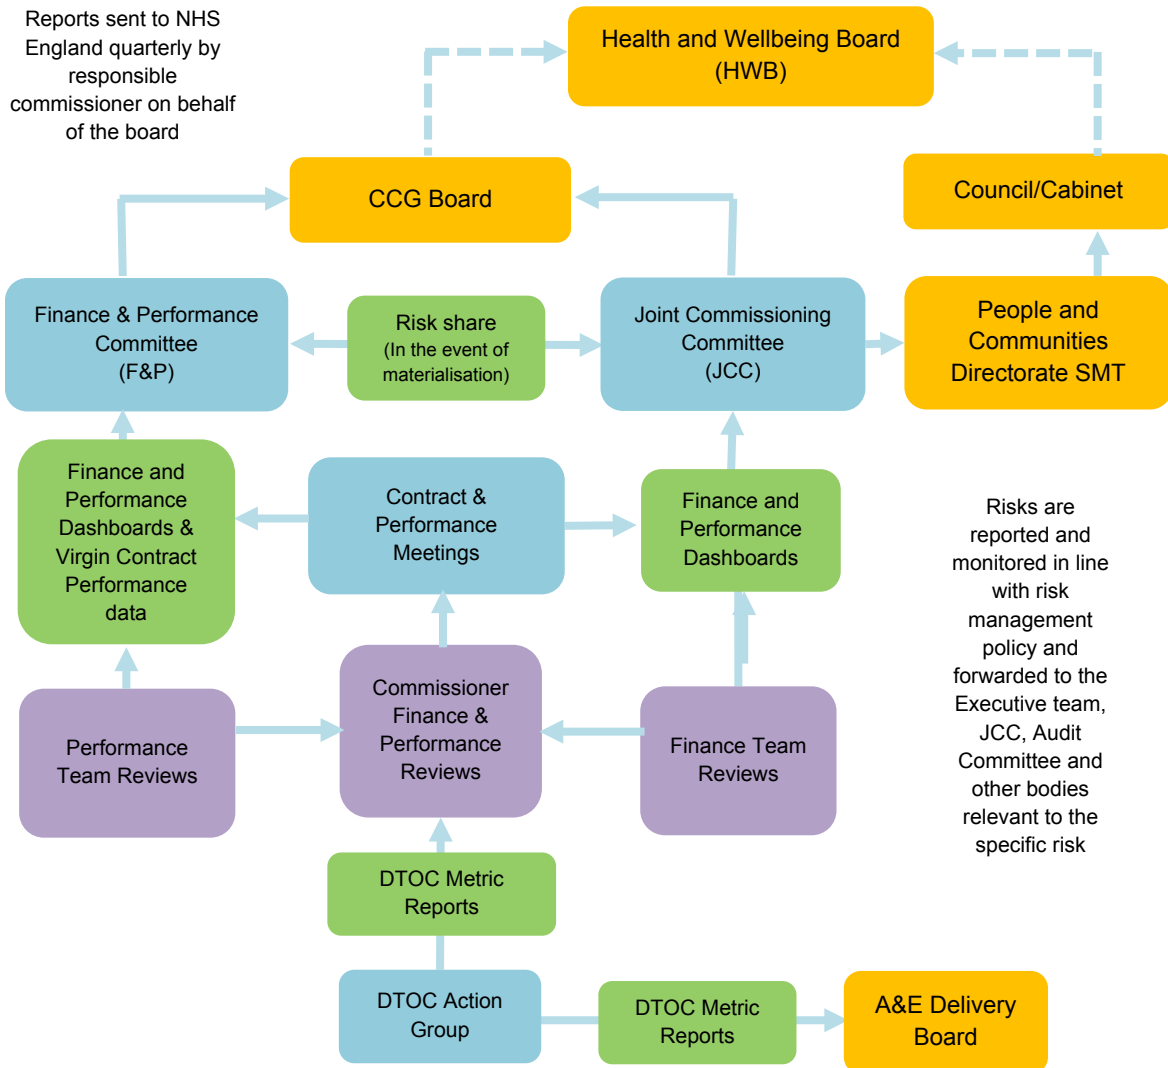 Reports sent to NHS
England quarterly by
responsible
commissioner on behalf
of the board
Health and Wellbeing Board
(HWB)
CCG Board
Council/Cabinet
Finance & Performance
Committee
(F&P)
Risk share
(In the event of
materialisation)
Joint Commissioning
Committee
(JCC)
People and
Communities
Directorate SMT
Finance and
Performance
Dashboards &
Virgin Contract
Performance
data
Contract &
Performance
Meetings
Finance and
Performance
Dashboards
Risks are
reported and
monitored in line
with risk
management
policy and
forwarded to the
Executive team,
JCC, Audit
Committee and
other bodies
relevant to the
specific risk
Performance
Team Reviews
Commissioner
Finance &
Performance
Reviews
Finance Team
Reviews
DTOC Metric
Reports
DTOC Action
Group
DTOC Metric
Reports
A&E Delivery
Board